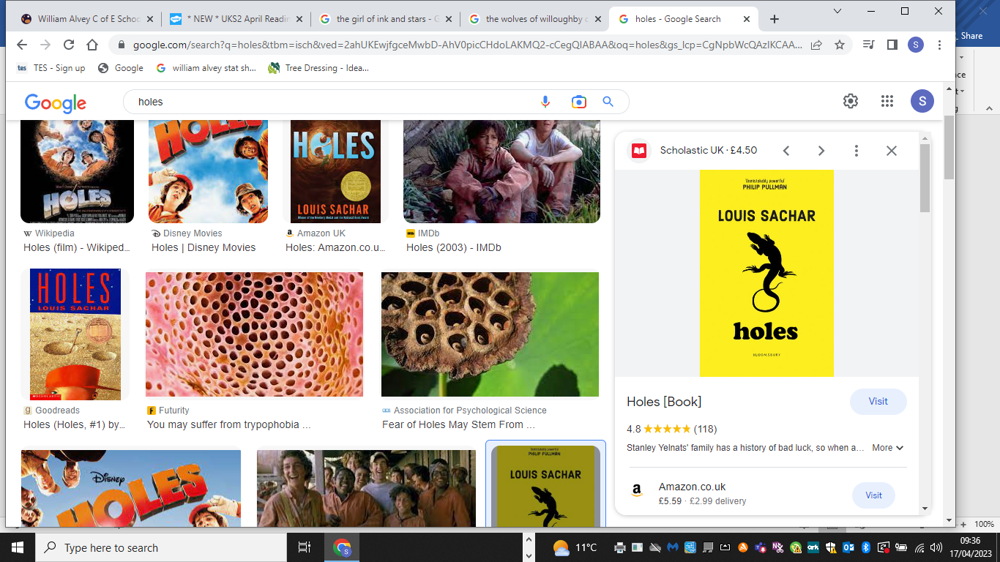 William Alvey C of E Schoo
* NEW * UKS2 April Readin
the girl of ink and stars - G
the wolves of willoughby c
holes - Google Search
Share
google.com/search?q=holes&tbm=isch&ved=2ahUKEwjfgceMwbD-AhV0picCHdoLAKMQ2-cCegQIABAA&oq=holes&gs_lcp=CgNpbWcQAzIKCAA...
S
tes TES - Sign up
Google
william alvey stat sh...
Tree Dressing - Idea...
Google
holes
S
HOLES
HOLES
HOLES
LOUIS SACHAR
W Wikipedia
Holes (film) - Wikiped...
Disney Movies
Holes | Disney Movies
a Amazon UK
Holes: Amazon.co.u...
IMDb
Holes (2003) - IMDb
HOLES
LOUIS SACHAR
SCHOLASTIC
g Goodreads
Holes (Holes, #1) by...
F Futurity
You may suffer from trypophobia ...
Association for Psychological Science
Fear of Holes May Stem From ...
DISNEY
HOLES
Unmistakably powerful
PHILIP PULLMAN
LOUIS SACHAR
Scholastic UK · £4.50
Unmistakably powerful
PHILIP PULLMAN
LOUIS SACHAR
holes
BLOOMSBURY
Holes [Book]
Visit
4.8 ★★★★★ (118)
Stanley Yelnats' family has a history of bad luck, so when a...
More
a Amazon.co.uk
£5.59 · £2.99 delivery
Visit
100%
Type here to search
11°C
09:36
17/04/2023